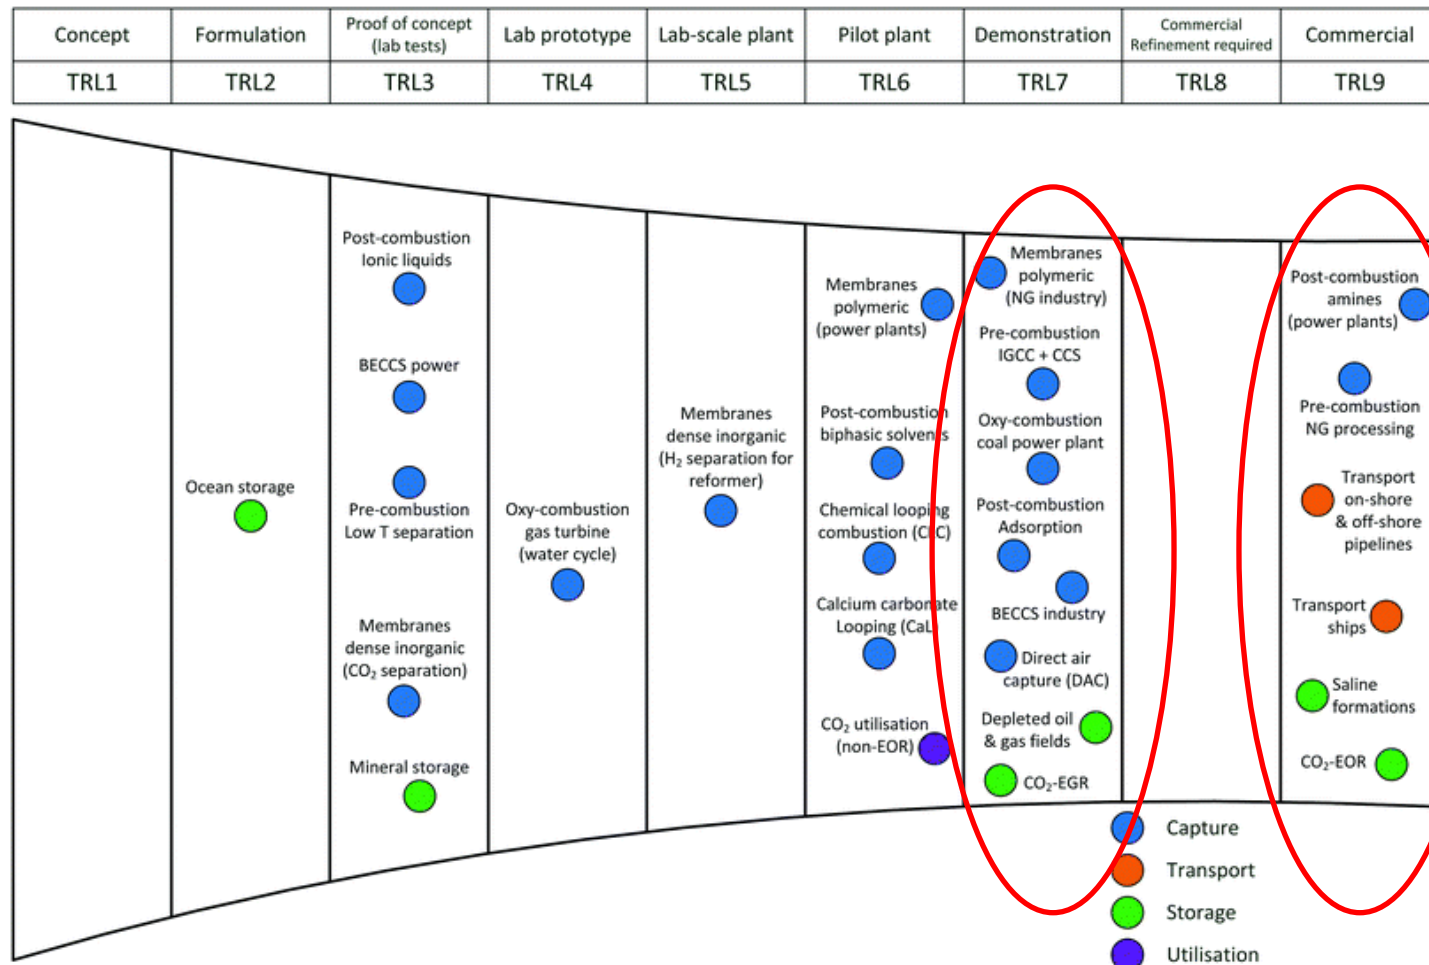 Concept
Formulation
Proof of concept
(lab tests)
Lab prototype
Lab-scale plant
Pilot plant
Demonstration
Commercial
Refinement required
Commercial
TRL1
TRL2
TRL3
TRL4
TRL5
TRL6
TRL7
TRL8
TRL9
Ocean storage
Post-combustion
Ionic liquids
BECCS power
Pre-combustion
Low T separation
Membranes
dense inorganic
(CO₂ separation)
Mineral storage
Oxy-combustion
gas turbine
(water cycle)
Membranes
dense inorganic
(H₂ separation for
reformer)
Membranes
polymeric
(power plants)
Post-combustion
biphasic solvents
Chemical looping
combustion (CLC)
Calcium carbonate
Looping (CaL)
CO₂ utilisation
(non-EOR)
Membranes
polymeric
(NG industry)
Pre-combustion
IGCC + CCS
Oxy-combustion
coal power plant
Post-combustion
Adsorption
BECCS industry
Direct air
capture (DAC)
Depleted oil
& gas fields
CO₂-EGR
Post-combustion
amines
(power plants)
Pre-combustion
NG processing
Transport
on-shore
& off-shore
pipelines
Transport
ships
Saline
formations
CO₂-EOR
Capture
Transport
Storage
Utilisation